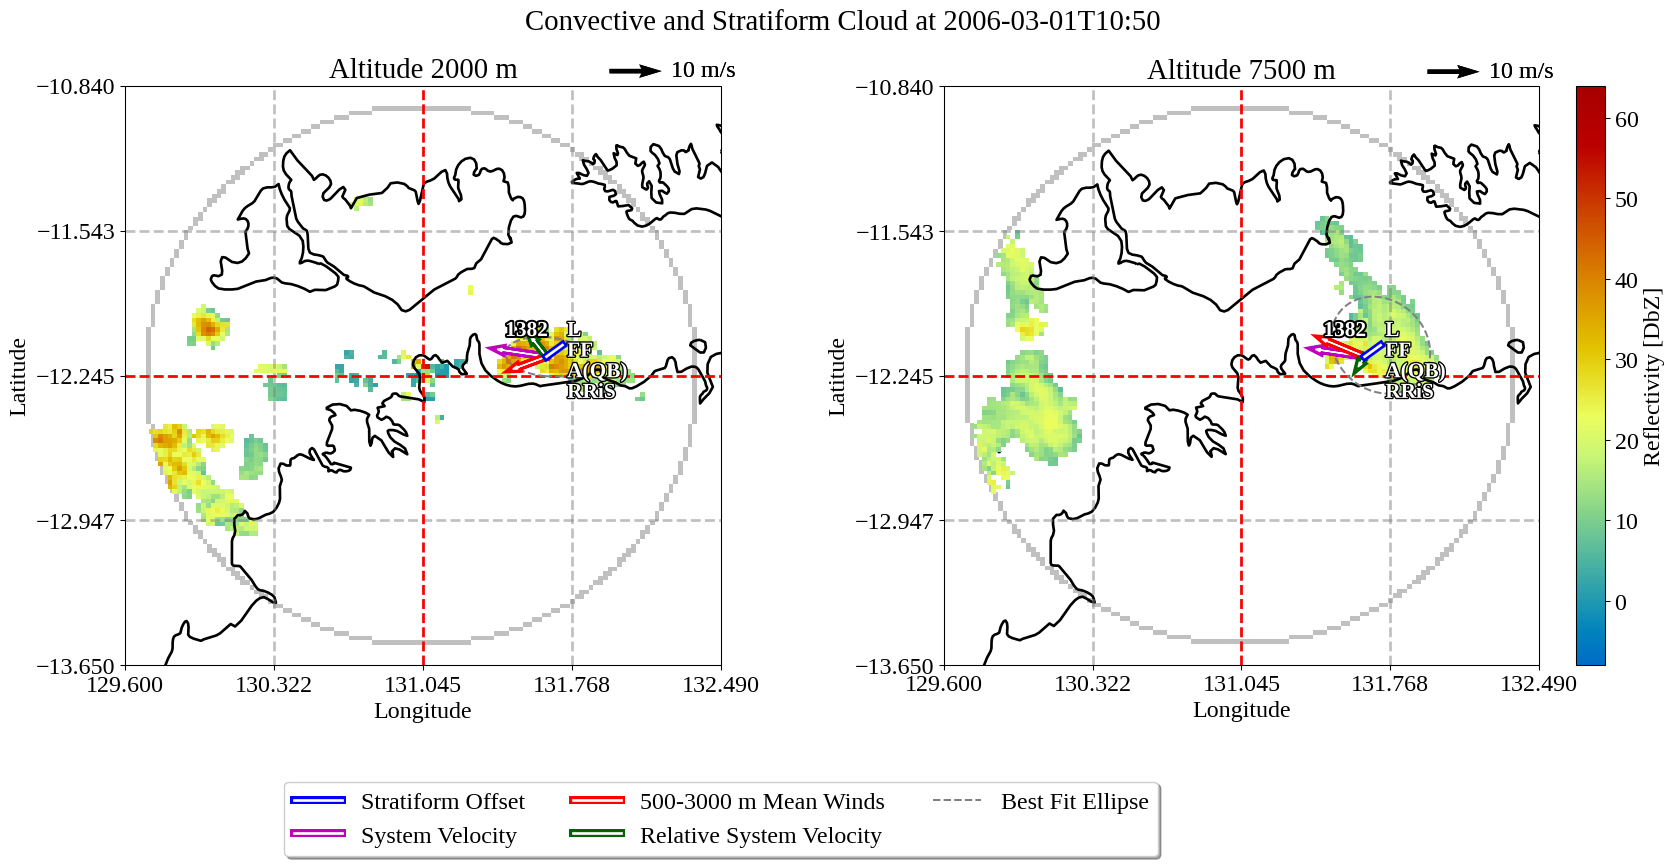 Convective and Stratiform Cloud at 2006-03-01T10:50
Altitude 2000 m
10 m/s
−10.840
−11.543
−12.245
−12.947
−13.650
Latitude
129.600
130.322
131.045
131.768
132.490
Longitude
1382
L
FF
A(QB)
RRiS
Altitude 7500 m
10 m/s
−10.840
−11.543
−12.245
−12.947
−13.650
Latitude
129.600
130.322
131.045
131.768
132.490
Longitude
1382
L
FF
A(QB)
RRiS
60
50
40
30
20
10
0
Reflectivity [DbZ]
Stratiform Offset
System Velocity
500-3000 m Mean Winds
Relative System Velocity
Best Fit Ellipse